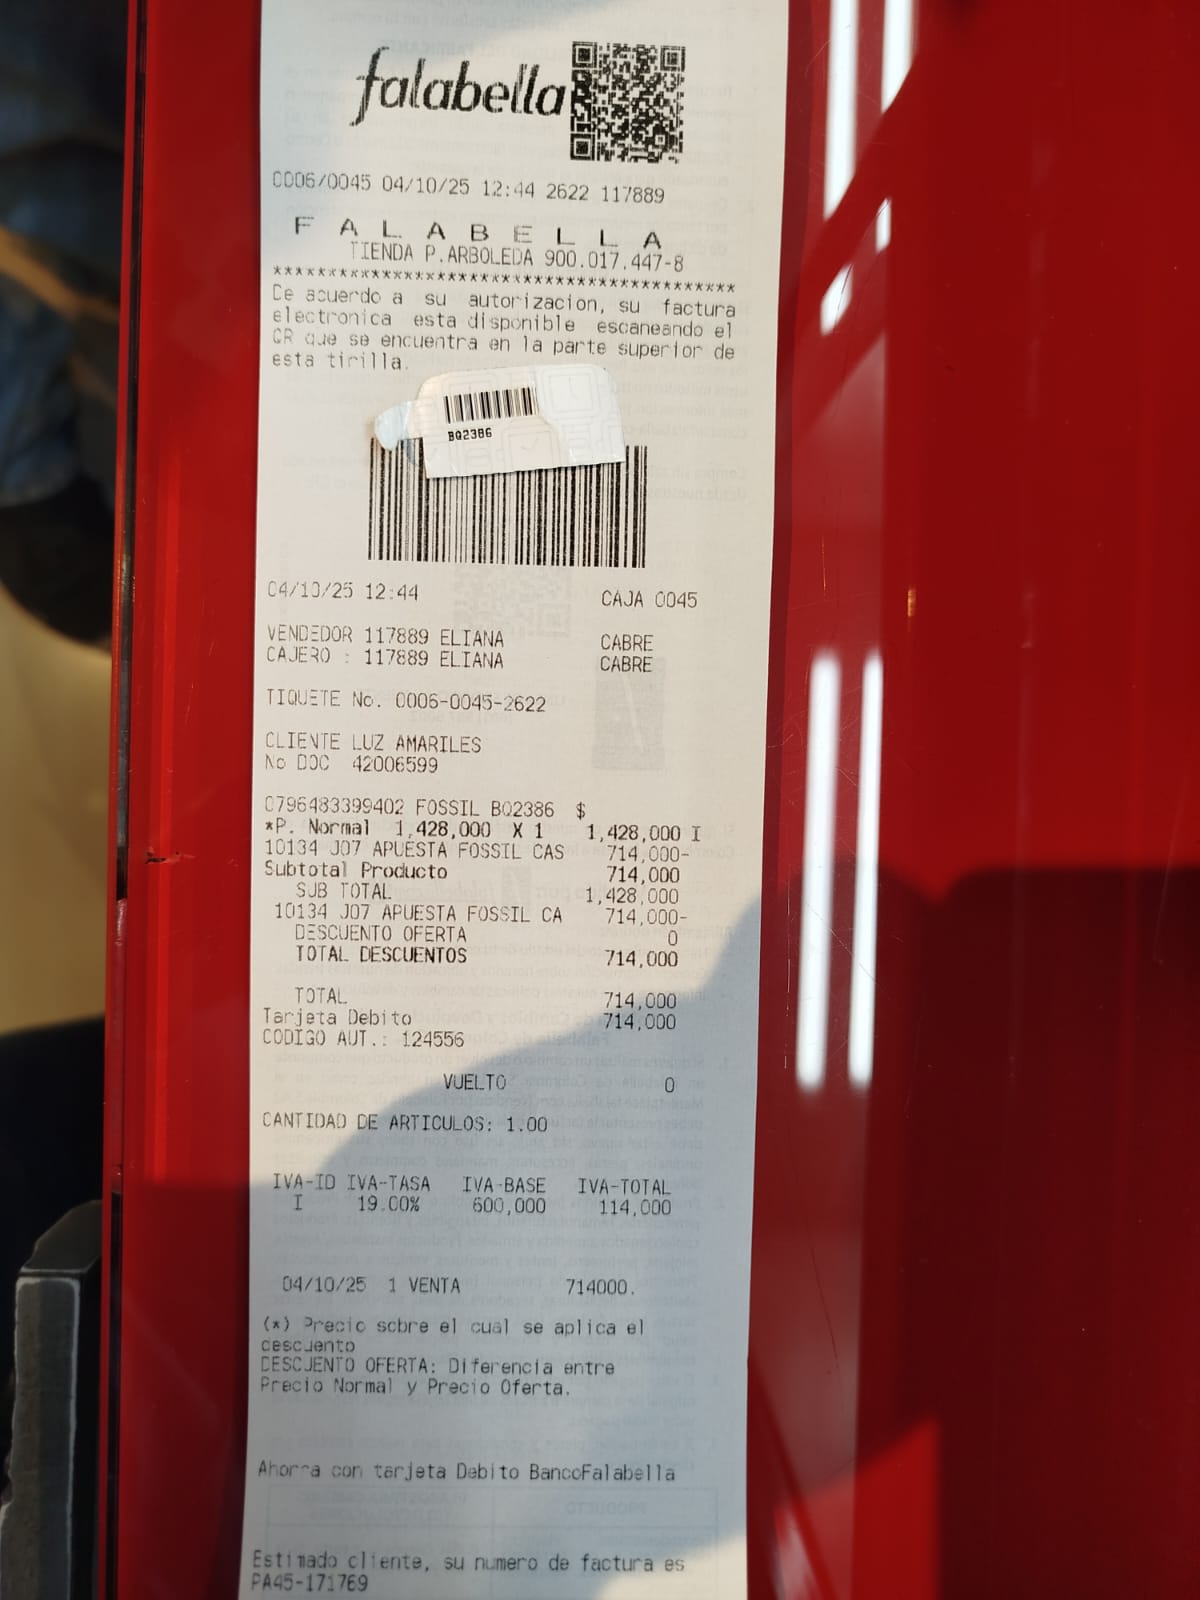 falabella
0006/0045 04/10/25 12:44 2622 117889
F A L A B E L L A
TIENDA P.ARBOLEDA 900.017.447-8
******************************************
De acuerdo a su autorizacion, su factura
electronica esta disponible escaneando el
QR que se encuentra en la parte superior de
esta tirilla.
BQ2386
04/10/25 12:44 CAJA 0045
VENDEDOR 117889 ELIANA CABRE
CAJERO : 117889 ELIANA CABRE
TIQUETE No. 0006-0045-2622
CLIENTE LUZ AMARILES
No DOC 42006599
0796483399402 FOSSIL BQ2386 $
*P. Normal 1,428,000 X 1 1,428,000 I
10134 J07 APUESTA FOSSIL CAS 714,000-
Subtotal Producto 714,000
SUB TOTAL 1,428,000
10134 J07 APUESTA FOSSIL CA 714,000-
DESCUENTO OFERTA 0
TOTAL DESCUENTOS 714,000
TOTAL 714,000
Tarjeta Debito 714,000
CODIGO AUT.: 124556
VUELTO 0
CANTIDAD DE ARTICULOS: 1.00
IVA-ID IVA-TASA IVA-BASE IVA-TOTAL
I 19.00% 600,000 114,000
04/10/25 1 VENTA 714000.
(*) Precio sobre el cual se aplica el
descuento
DESCUENTO OFERTA: Diferencia entre
Precio Normal y Precio Oferta.
Ahorra con tarjeta Debito BancoFalabella
Estimado cliente, su numero de factura es
PA45-171769